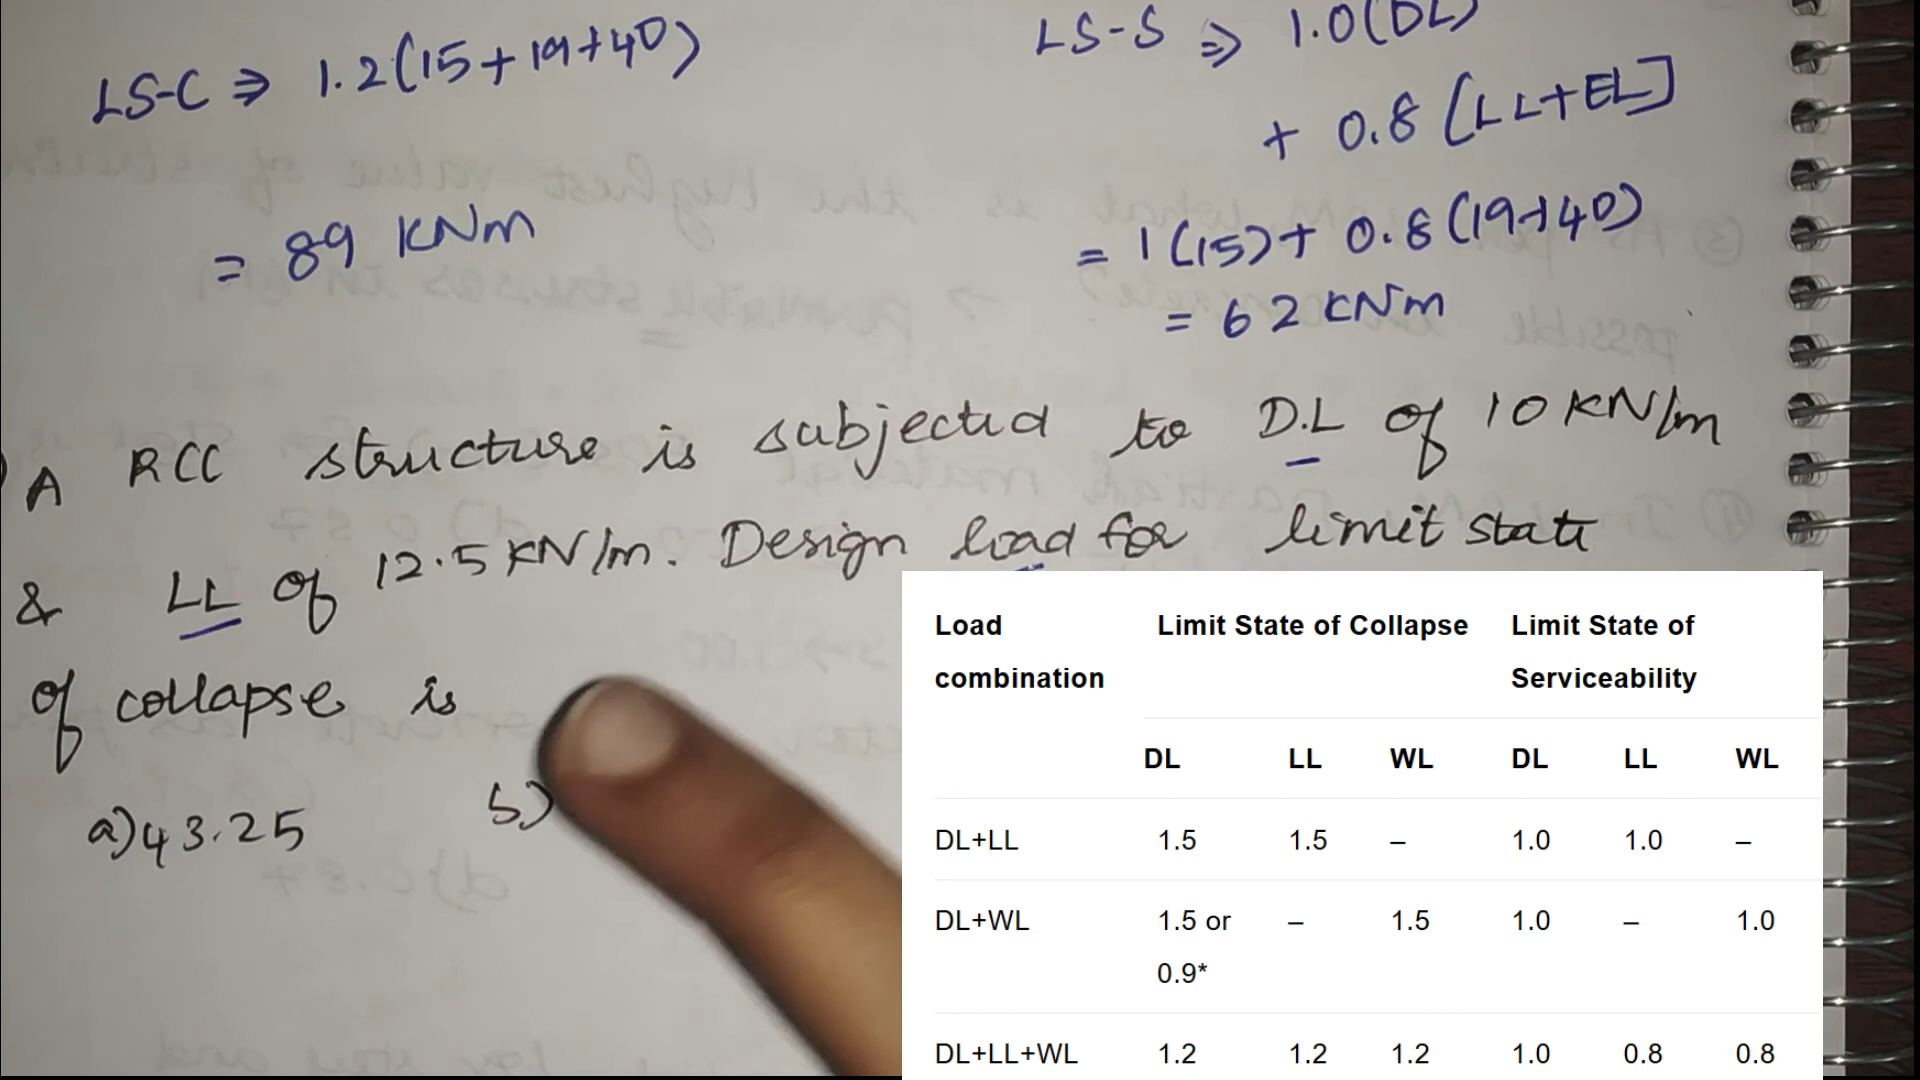 LS-C ⇒ 1.2(15+19+40)
= 89 KNm
LS-S ⇒ 1.0(DL)
+ 0.8 [LL+EL]
= 1(15)+ 0.8(19+40)
= 62 KNm
A RCC structure is subjected to D.L of 10 KN/m
& LL of 12.5 KN/m. Design load for limit state
of collapse is
a) 43.25 b)
Load combination Limit State of Collapse Limit State of Serviceability
DL LL WL DL LL WL
DL+LL 1.5 1.5 – 1.0 1.0 –
DL+WL 1.5 or 0.9* – 1.5 1.0 – 1.0
DL+LL+WL 1.2 1.2 1.2 1.0 0.8 0.8